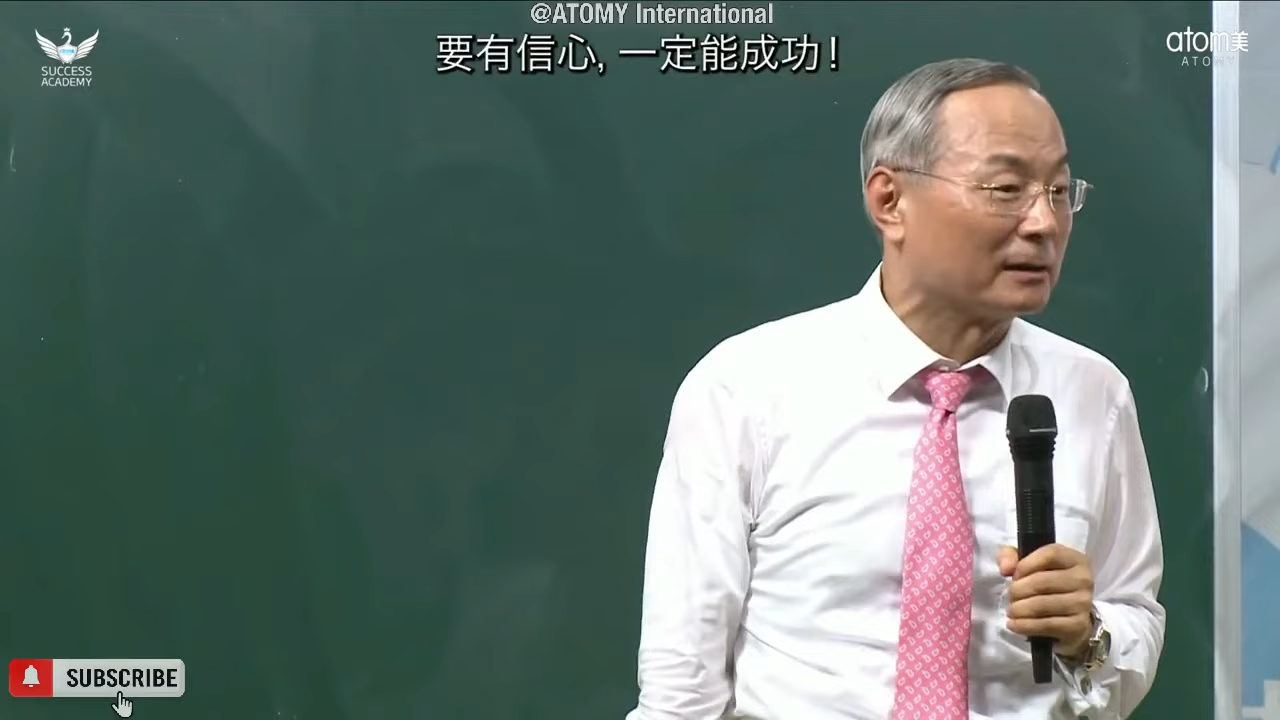 @ATOMY International
要有信心, 一定能成功!
SUCCESS
ACADEMY
atom美
ATOMY
SUBSCRIBE